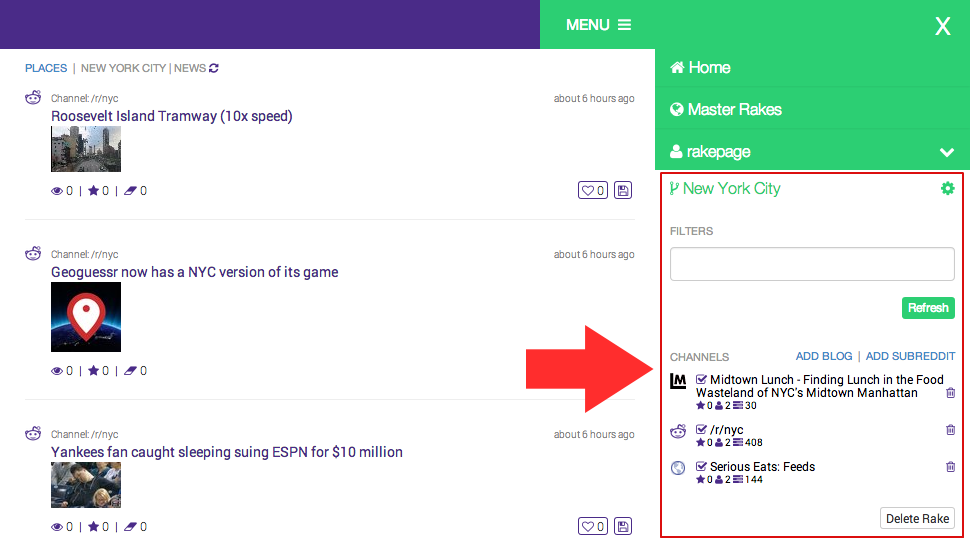 MENU
X
PLACES | NEW YORK CITY | NEWS
Channel: /r/nyc
about 6 hours ago
Roosevelt Island Tramway (10x speed)
0 | 0 | 0
0
Channel: /r/nyc
about 6 hours ago
Geoguessr now has a NYC version of its game
0 | 0 | 0
Channel: /r/nyc
about 6 hours ago
Yankees fan caught sleeping suing ESPN for $10 million
0 | 0 | 0
0
Home
Master Rakes
rakepage
New York City
FILTERS
Refresh
CHANNELS
ADD BLOG | ADD SUBREDDIT
M
Midtown Lunch - Finding Lunch in the Food
Wasteland of NYC's Midtown Manhattan
0 2 30
/r/nyc
0 2 408
Serious Eats: Feeds
0 2 144
Delete Rake